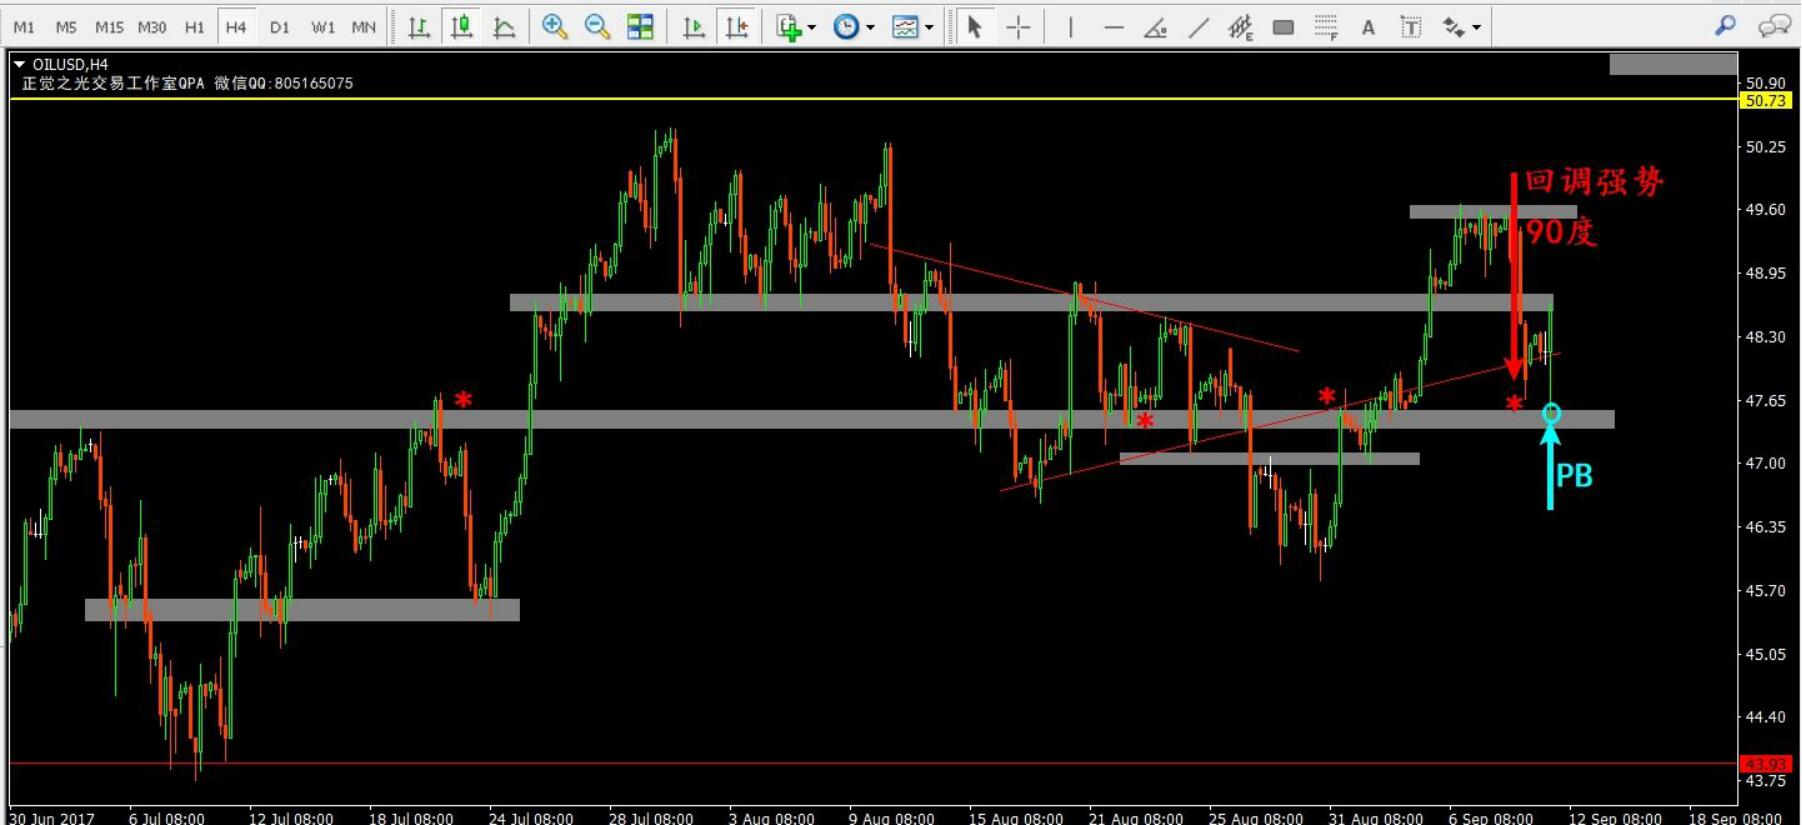 M1 M5 M15 M30 H1 H4 D1 W1 MN
E F A T
OILUSD,H4
正觉之光交易工作室QPA 微信QQ:805165075
50.90
50.73
50.25
回调强势
49.60
90度
48.95
48.30
*
*
*
*
47.65
47.00
PB
46.35
45.70
45.05
44.40
43.93
43.75
30 Jun 2017 6 Jul 08:00 12 Jul 08:00 18 Jul 08:00 24 Jul 08:00 28 Jul 08:00 3 Aug 08:00 9 Aug 08:00 15 Aug 08:00 21 Aug 08:00 25 Aug 08:00 31 Aug 08:00 6 Sep 08:00 12 Sep 08:00 18 Sep 08:00